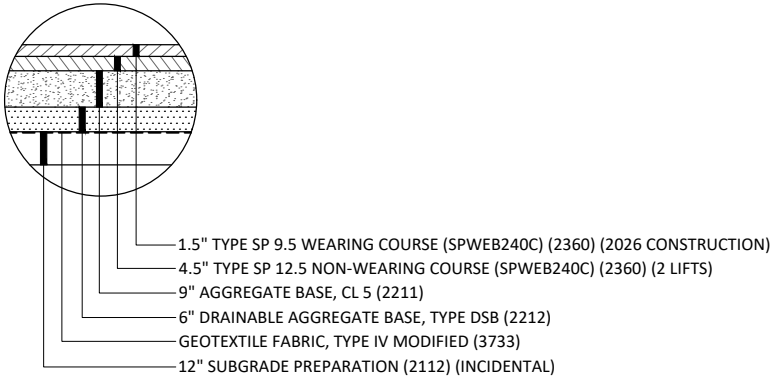 1.5" TYPE SP 9.5 WEARING COURSE (SPWEB240C) (2360) (2026 CONSTRUCTION)
4.5" TYPE SP 12.5 NON-WEARING COURSE (SPWEB240C) (2360) (2 LIFTS)
9" AGGREGATE BASE, CL 5 (2211)
6" DRAINABLE AGGREGATE BASE, TYPE DSB (2212)
GEOTEXTILE FABRIC, TYPE IV MODIFIED (3733)
12" SUBGRADE PREPARATION (2112) (INCIDENTAL)